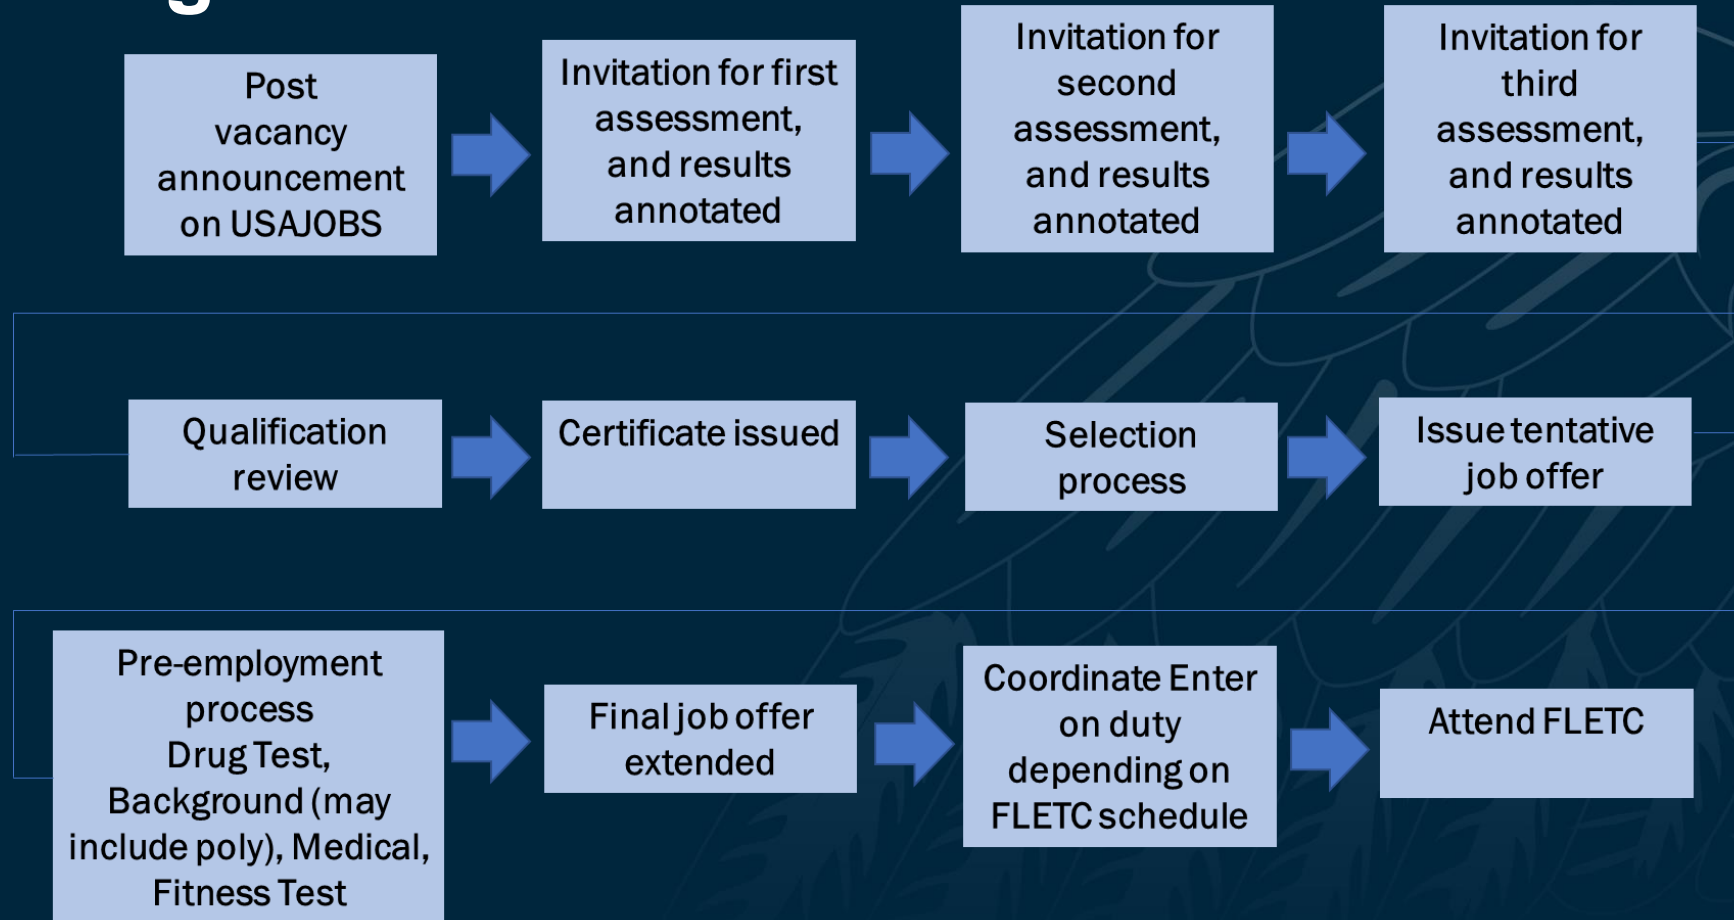 Post
vacancy
announcement
on USAJOBS
Invitation for first
assessment,
and results
annotated
Invitation for
second
assessment,
and results
annotated
Invitation for
third
assessment,
and results
annotated
Qualification
review
Certificate issued
Selection
process
Issue tentative
job offer
Pre-employment
process
Drug Test,
Background (may
include poly), Medical,
Fitness Test
Final job offer
extended
Coordinate Enter
on duty
depending on
FLETC schedule
Attend FLETC